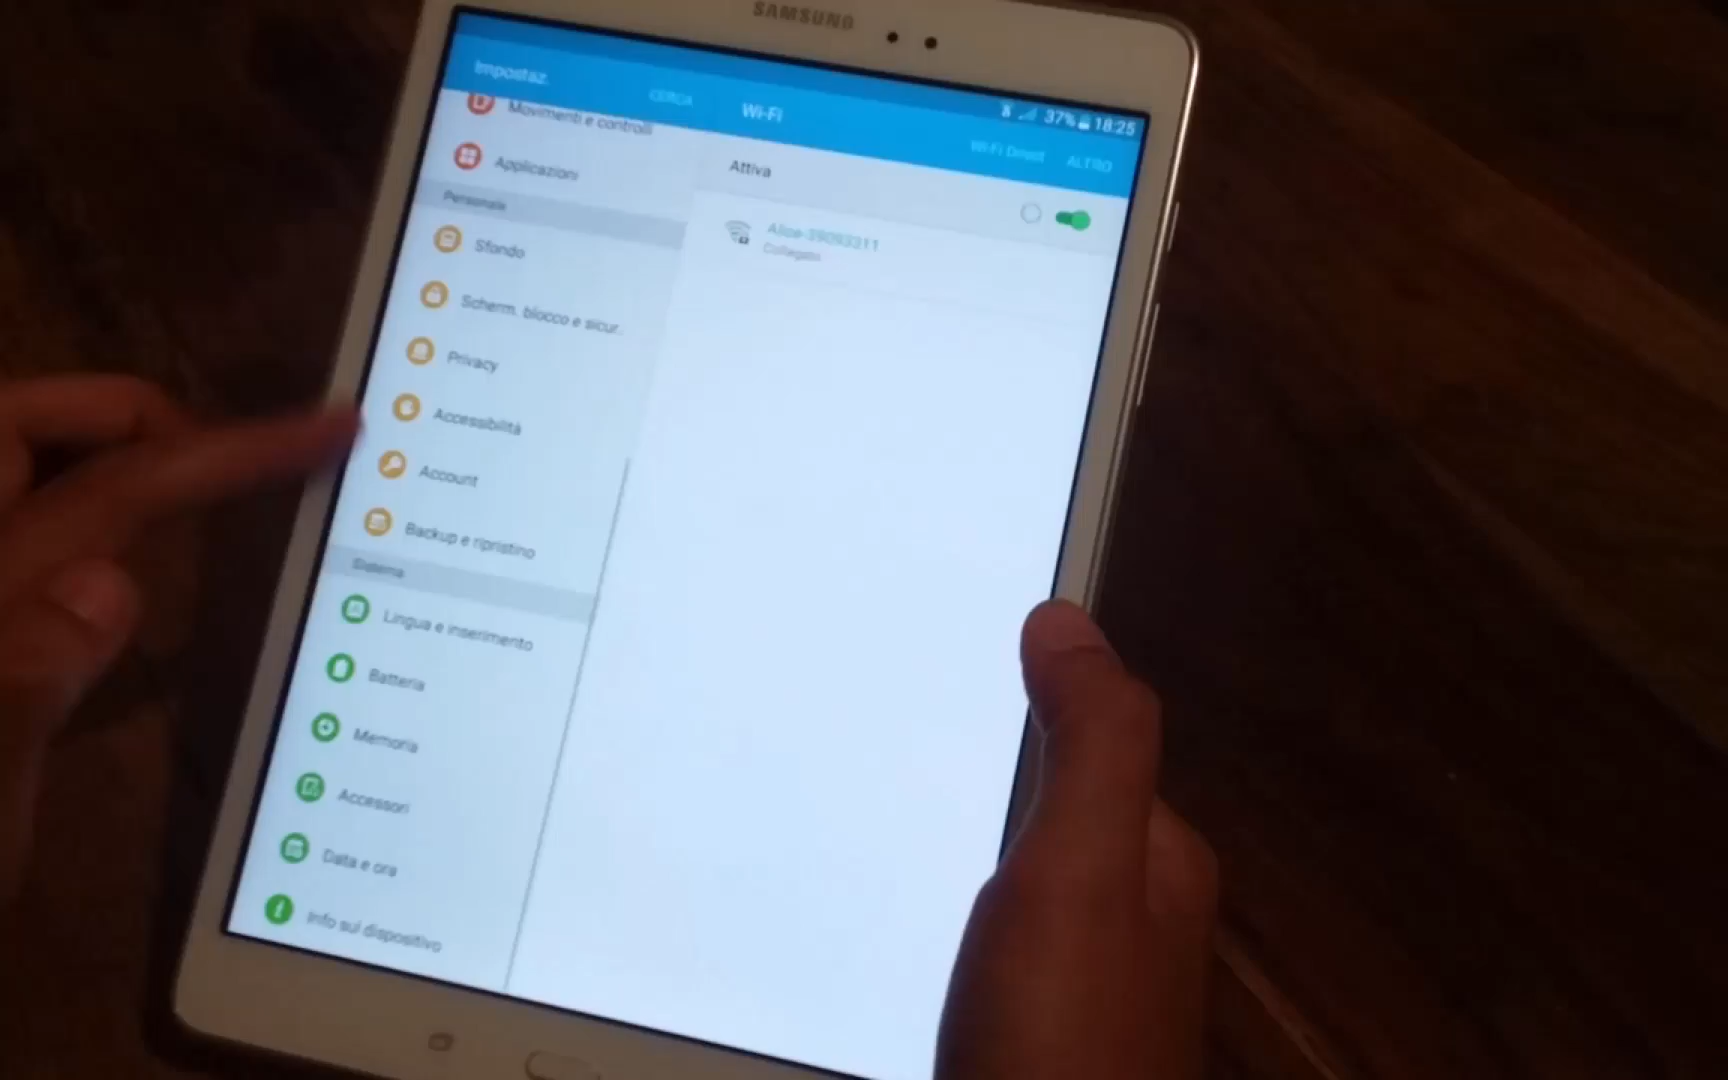 SAMSUNG
37% 18:25
Impostaz.
CERCA
Wi-Fi
Wi-Fi Direct
ALTRO
Movimenti e controlli
Applicazioni
Personale
Sfondo
Scherm. blocco e sicur..
Privacy
Accessibilità
Account
Backup e ripristino
Sistema
Lingua e inserimento
Batteria
Memoria
Accessori
Data e ora
Info sul dispositivo
Attiva
Alice-39093311
Collegato